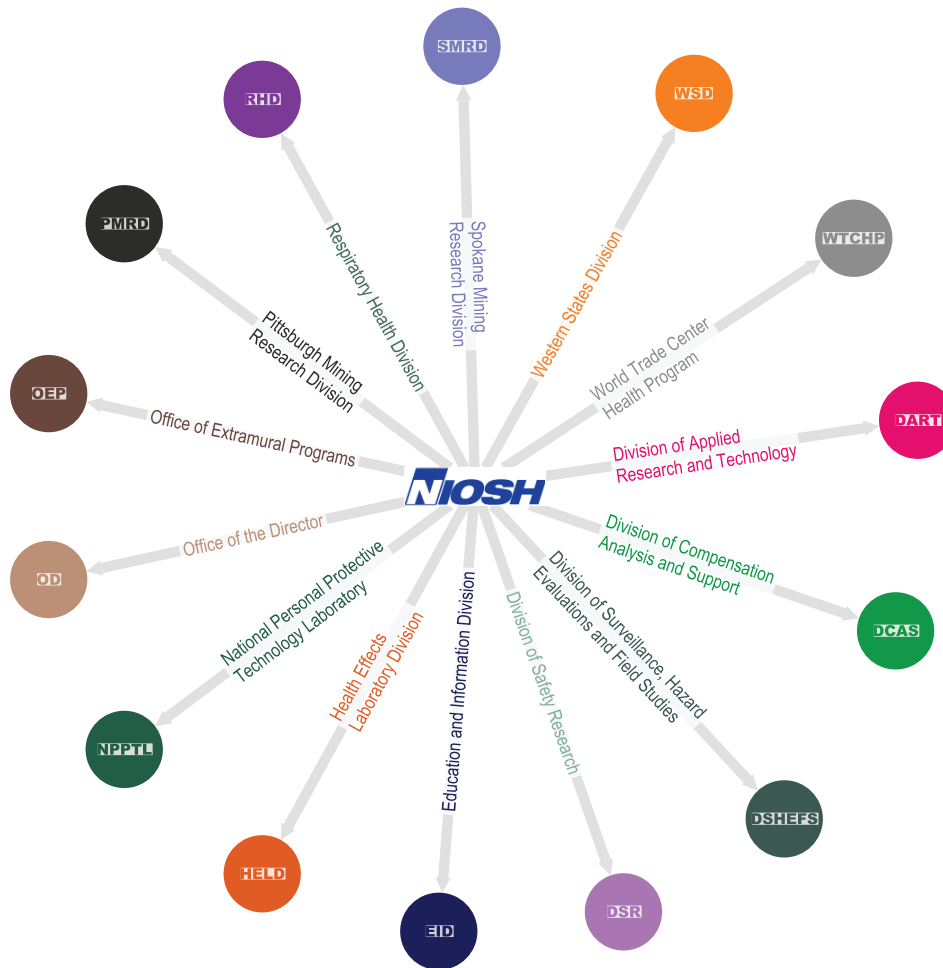 SMRD
RHD
WSD
PMRD
WTCHP
Spokane Mining
Research Division
Respiratory Health Division
Western States Division
Pittsburgh Mining
Research Division
World Trade Center
Health Program
OEP
DART
Office of Extramural Programs
Division of Applied
Research and Technology
NIOSH
Office of the Director
Division of Compensation
Analysis and Support
OD
National Personal Protective
Technology Laboratory
Division of Surveillance, Hazard
Evaluations and Field Studies
DCAS
Health Effects
Laboratory Division
Education and Information Division
Division of Safety Research
NPPTL
DSHEFS
HELD
DSR
EID